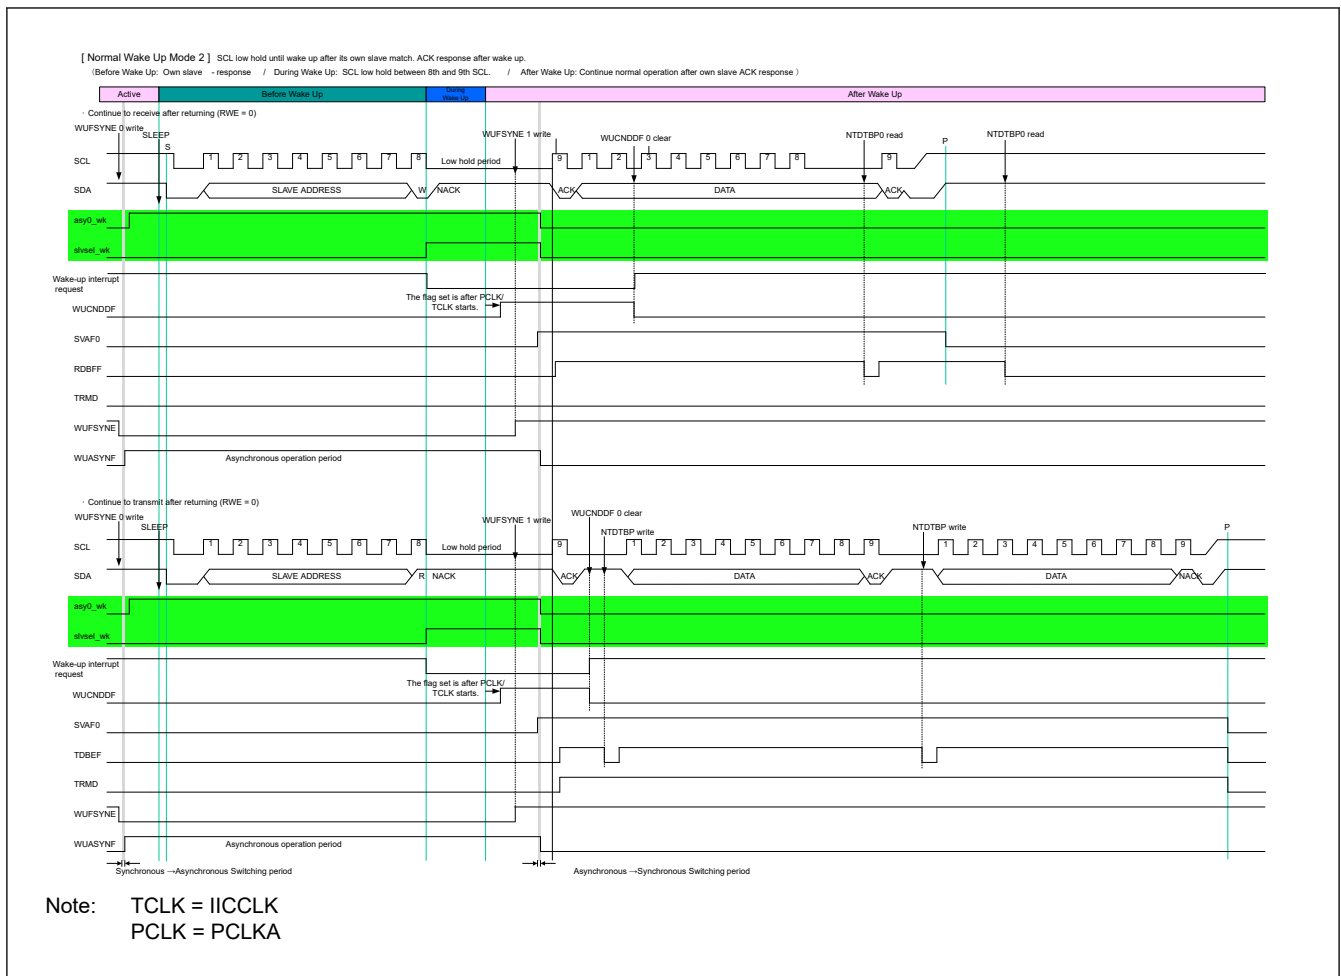 [ Normal Wake Up Mode 2 ] SCL low hold until wake up after its own slave match. ACK response after wake up.
(Before Wake Up: Own slave - response / During Wake Up: SCL low hold between 8th and 9th SCL. / After Wake Up: Continue normal operation after own slave ACK response )
Active Before Wake Up During Wake Up After Wake Up
· Continue to receive after returning (RWE = 0)
WUFSYNE 0 write SLEEP WUFSYNE 1 write WUCNDDF 0 clear NTDTBP0 read P NTDTBP0 read
S
SCL 1 2 3 4 5 6 7 8 Low hold period 9 1 2 3 4 5 6 7 8 9
SDA SLAVE ADDRESS W NACK ACK DATA ACK
asy0_wk
slvsel_wk
Wake-up interrupt
request
The flag set is after PCLK/
TCLK starts.
WUCNDDF
SVAF0
RDBFF
TRMD
WUFSYNE
WUASYNF Asynchronous operation period
· Continue to transmit after returning (RWE = 0)
WUFSYNE 0 write SLEEP WUFSYNE 1 write WUCNDDF 0 clear NTDTBP write NTDTBP write P
SCL 1 2 3 4 5 6 7 8 Low hold period 9 1 2 3 4 5 6 7 8 9 1 2 3 4 5 6 7 8 9
SDA SLAVE ADDRESS R NACK ACK DATA ACK DATA NACK
asy0_wk
slvsel_wk
Wake-up interrupt
request
The flag set is after PCLK/
TCLK starts.
WUCNDDF
SVAF0
TDBEF
TRMD
WUFSYNE
WUASYNF Asynchronous operation period
Synchronous →Asynchronous Switching period Asynchronous →Synchronous Switching period
Note: TCLK = IICCLK
PCLK = PCLKA